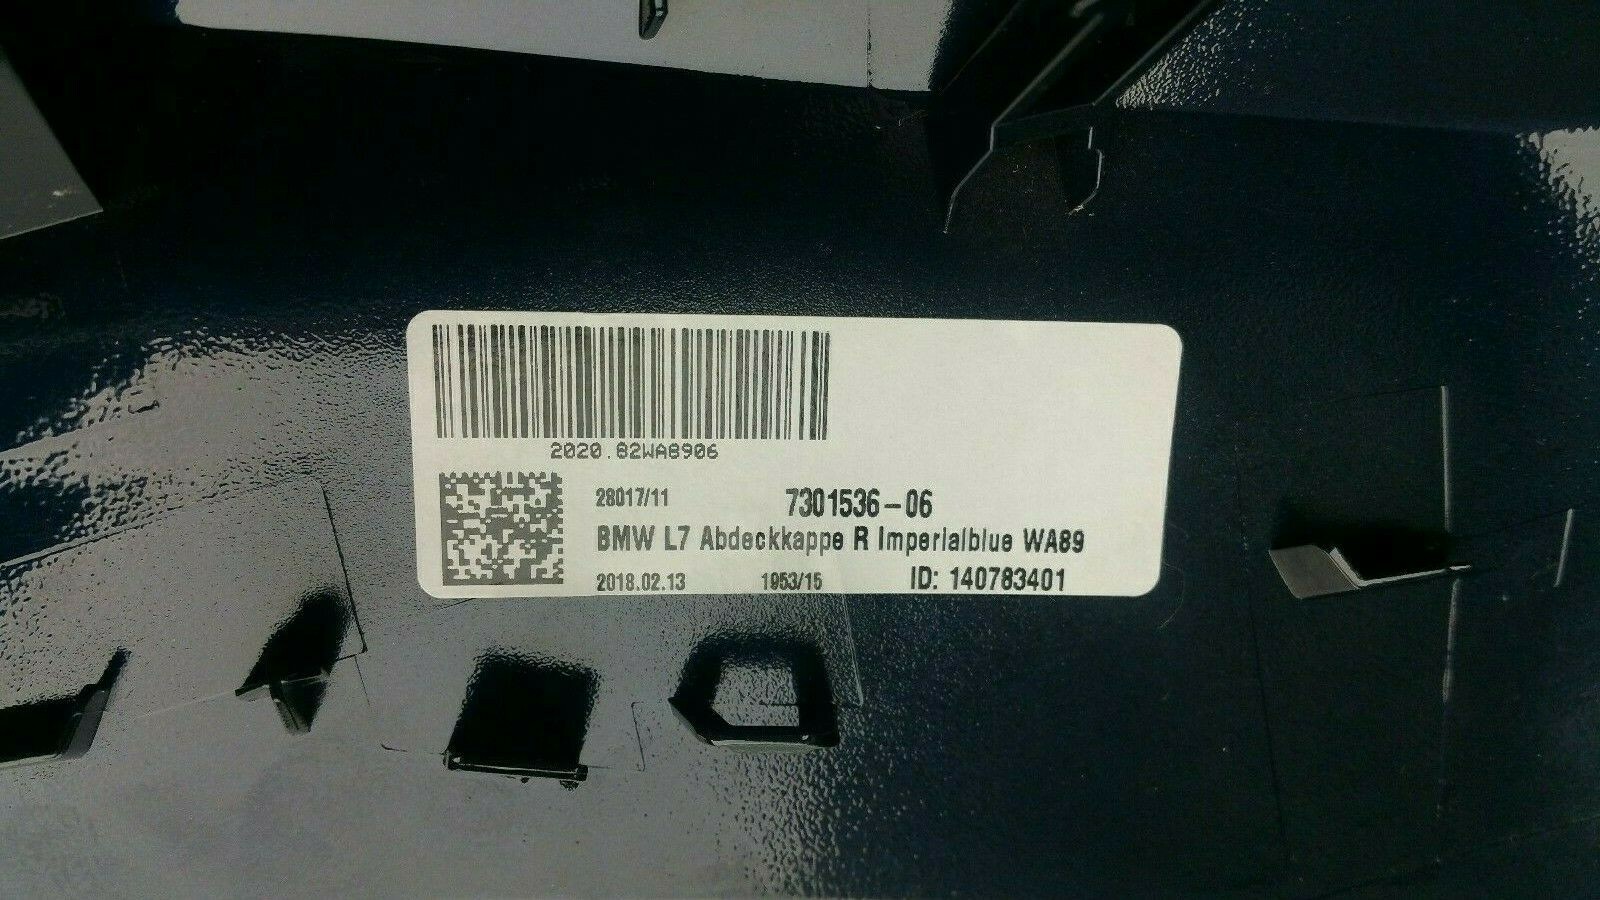 2020.82WA8906
28017/11 7301536-06
BMW L7 Abdeckkappe R Imperialblue WA89
2018.02.13 1953/15 ID: 140783401